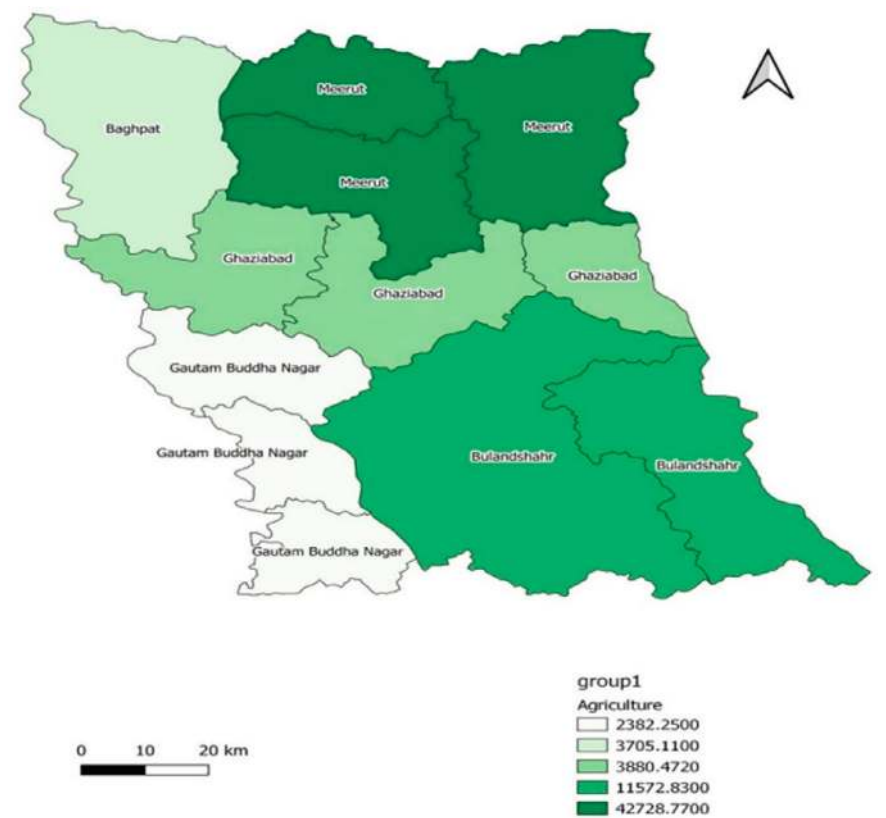 Meerut
Meerut
Baghpat
Meerut
Ghaziabad
Ghaziabad
Ghaziabad
Gautam Buddha Nagar
Gautam Buddha Nagar
Bulandshahr
Bulandshahr
Gautam Buddha Nagar
group1
Agriculture
2382.2500
3705.1100
3880.4720
11572.8300
42728.7700
0 10 20 km